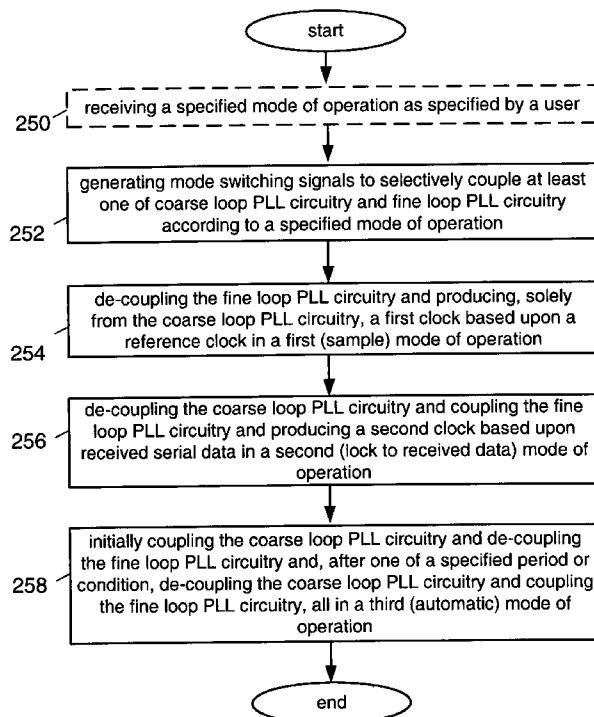 start
250
receiving a specified mode of operation as specified by a user
252
generating mode switching signals to selectively couple at least
one of coarse loop PLL circuitry and fine loop PLL circuitry
according to a specified mode of operation
254
de-coupling the fine loop PLL circuitry and producing, solely
from the coarse loop PLL circuitry, a first clock based upon a
reference clock in a first (sample) mode of operation
256
de-coupling the coarse loop PLL circuitry and coupling the fine
loop PLL circuitry and producing a second clock based upon
received serial data in a second (lock to received data) mode of
operation
258
initially coupling the coarse loop PLL circuitry and de-coupling
the fine loop PLL circuitry and, after one of a specified period or
condition, de-coupling the coarse loop PLL circuitry and coupling
the fine loop PLL circuitry, all in a third (automatic) mode of
operation
end